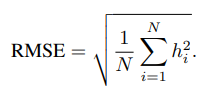 RMSE = \sqrt{\frac{1}{N} \sum_{i=1}^{N} h_i^2}.